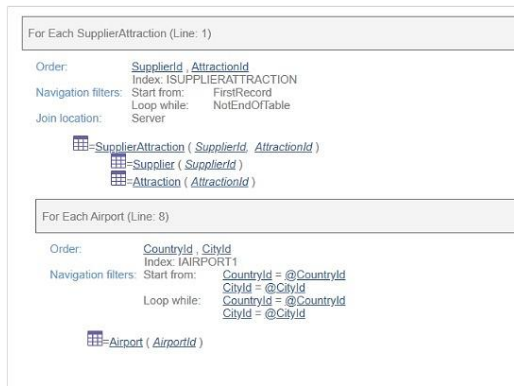 For Each SupplierAttraction (Line: 1)
Order: SupplierId , AttractionId
Index: ISUPPLIERATTRACTION
Navigation filters: Start from: FirstRecord
Loop while: NotEndOfTable
Join location: Server
=SupplierAttraction ( SupplierId, AttractionId )
=Supplier ( SupplierId )
=Attraction ( AttractionId )
For Each Airport (Line: 8)
Order: CountryId , CityId
Index: IAIRPORT1
Navigation filters: Start from: CountryId = @CountryId
CityId = @CityId
Loop while: CountryId = @CountryId
CityId = @CityId
=Airport ( AirportId )